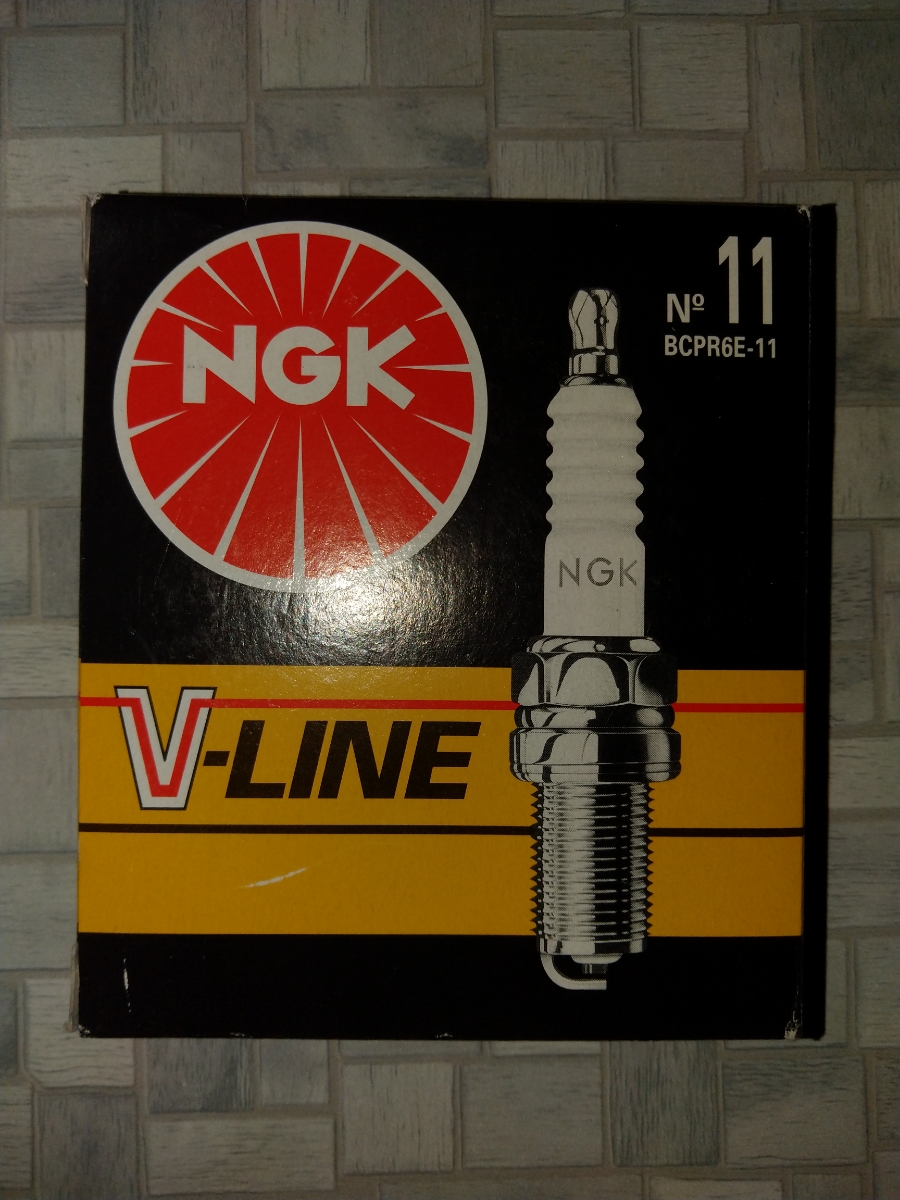 NGK
Nº 11
BCPR6E-11
NGK
V-LINE